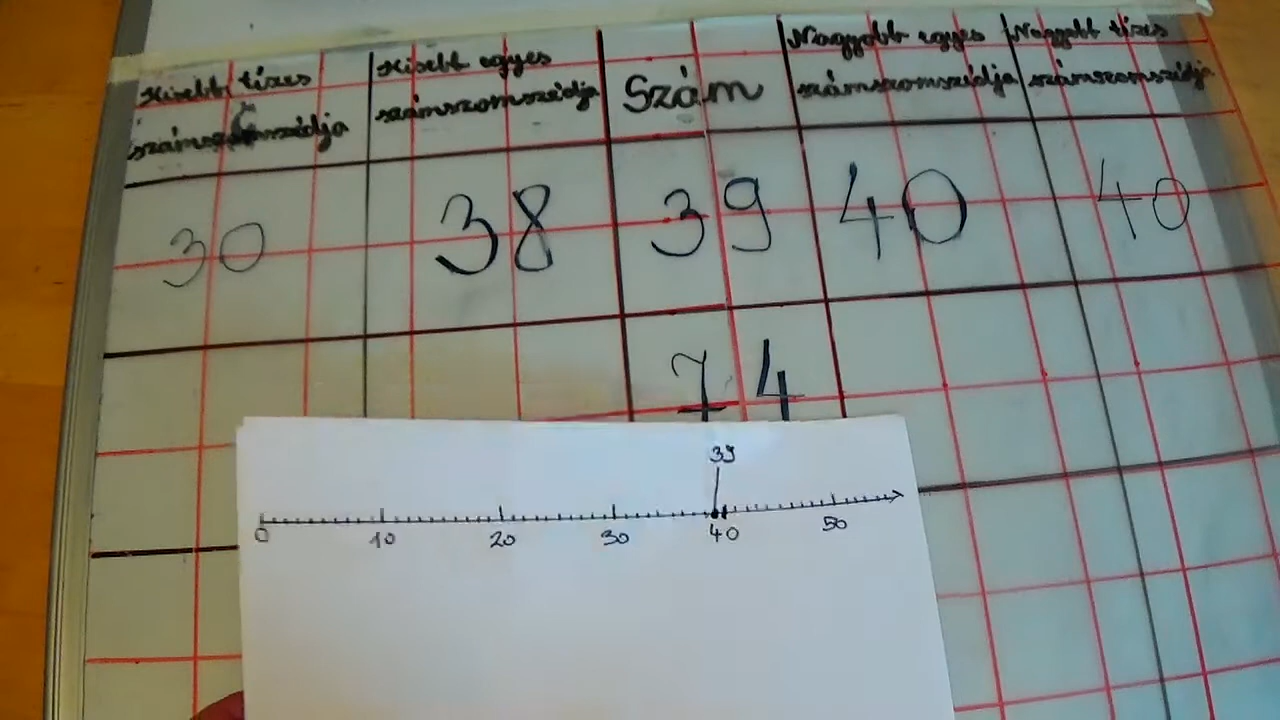 Kisebb tízes
számszomszédja
Kisebb egyes
számszomszédja
Szám
Nagyobb egyes
számszomszédja
Nagyobb tízes
számszomszédja
30 38 39 40 40
74
39
0 10 20 30 40 50